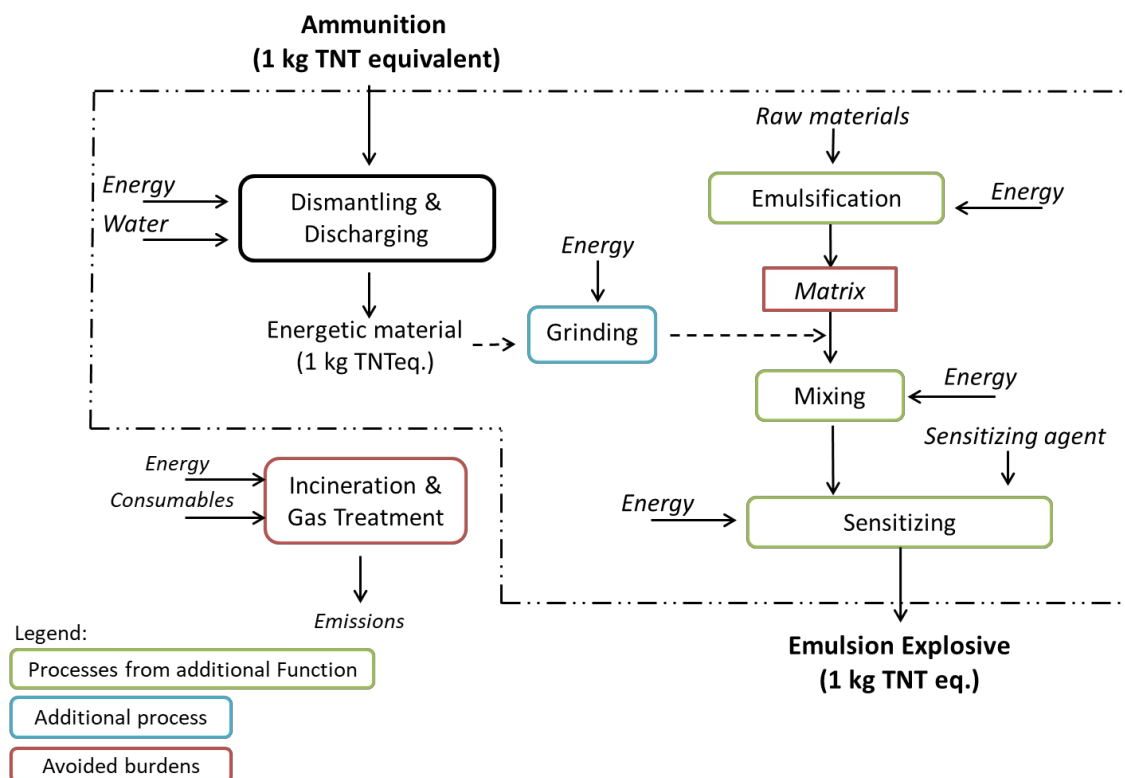 Ammunition
(1 kg TNT equivalent)
Raw materials
Energy
Water
Dismantling &
Discharging
Emulsification
Energy
Energy
Matrix
Energetic material
(1 kg TNTeq.)
Grinding
Mixing
Energy
Sensitizing agent
Energy
Consumables
Incineration &
Gas Treatment
Energy
Sensitizing
Emissions
Legend:
Processes from additional Function
Additional process
Avoided burdens
Emulsion Explosive
(1 kg TNT eq.)